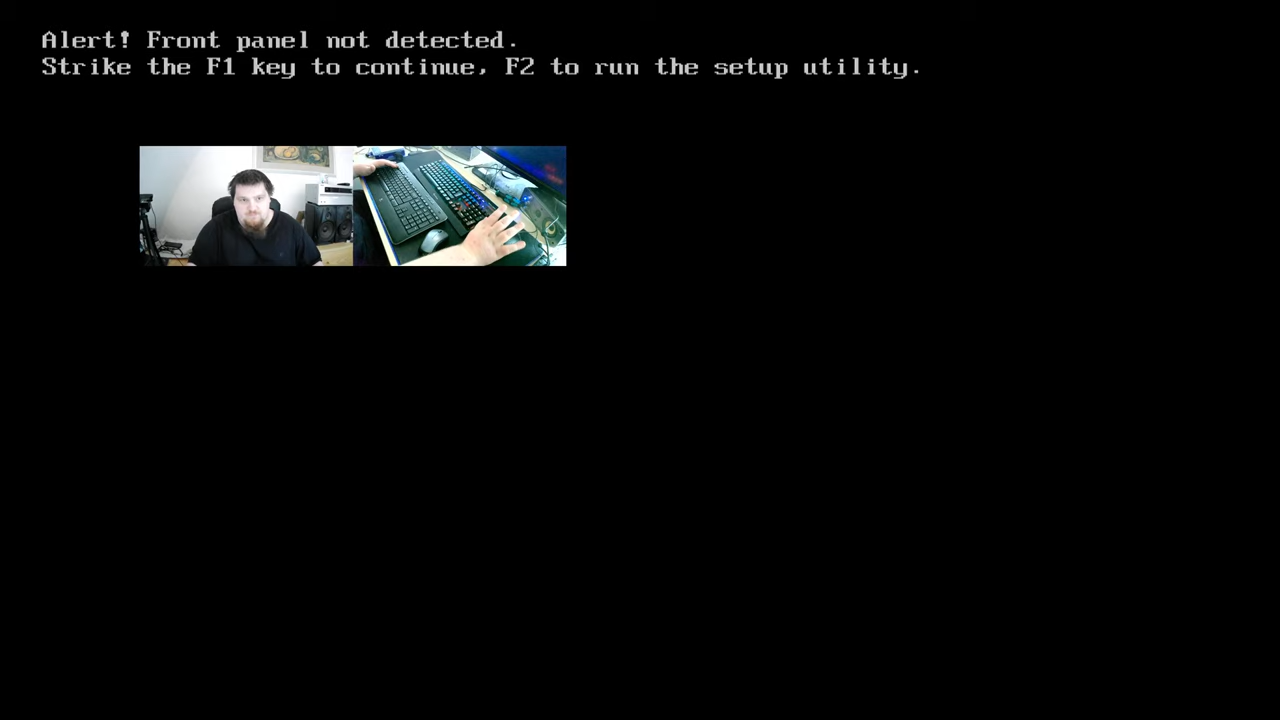 Alert! Front panel not detected.
Strike the F1 key to continue, F2 to run the setup utility.